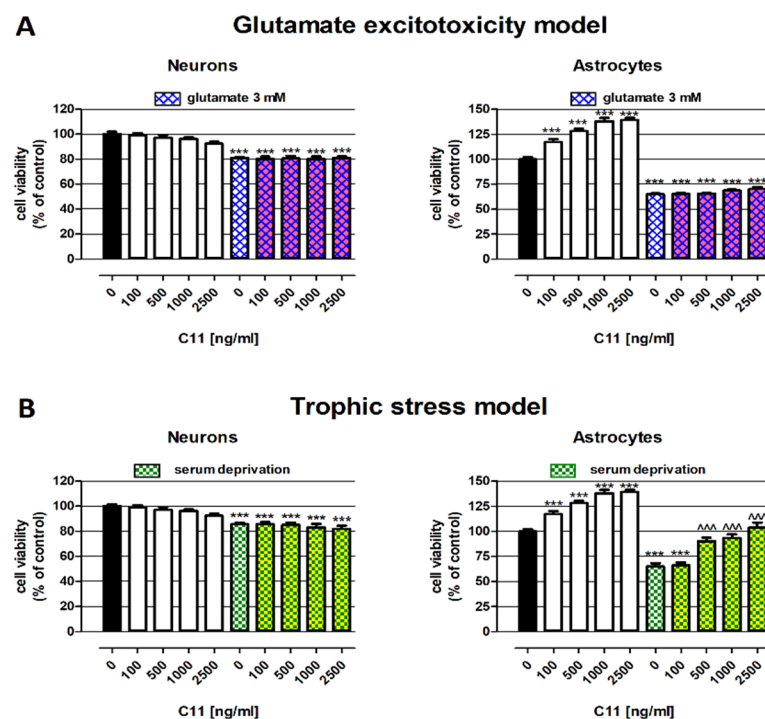 A Glutamate excitotoxicity model
Neurons
glutamate 3 mM
cell viability
(% of control)
120
100
80
60
40
20
0
*** *** *** *** ***
0 100 500 1000 2500 0 100 500 1000 2500
C11 [ng/ml]
Astrocytes
glutamate 3 mM
cell viability
(% of control)
150
125
100
75
50
25
0
*** *** *** *** *** *** *** *** ***
0 100 500 1000 2500 0 100 500 1000 2500
C11 [ng/ml]
B Trophic stress model
Neurons
serum deprivation
cell viability
(% of control)
120
100
80
60
40
20
0
*** *** *** *** ***
0 100 500 1000 2500 0 100 500 1000 2500
C11 [ng/ml]
Astrocytes
serum deprivation
cell viability
(% of control)
150
125
100
75
50
25
0
*** *** *** *** *** *** ^^^ ^^^ ^^^
0 100 500 1000 2500 0 100 500 1000 2500
C11 [ng/ml]